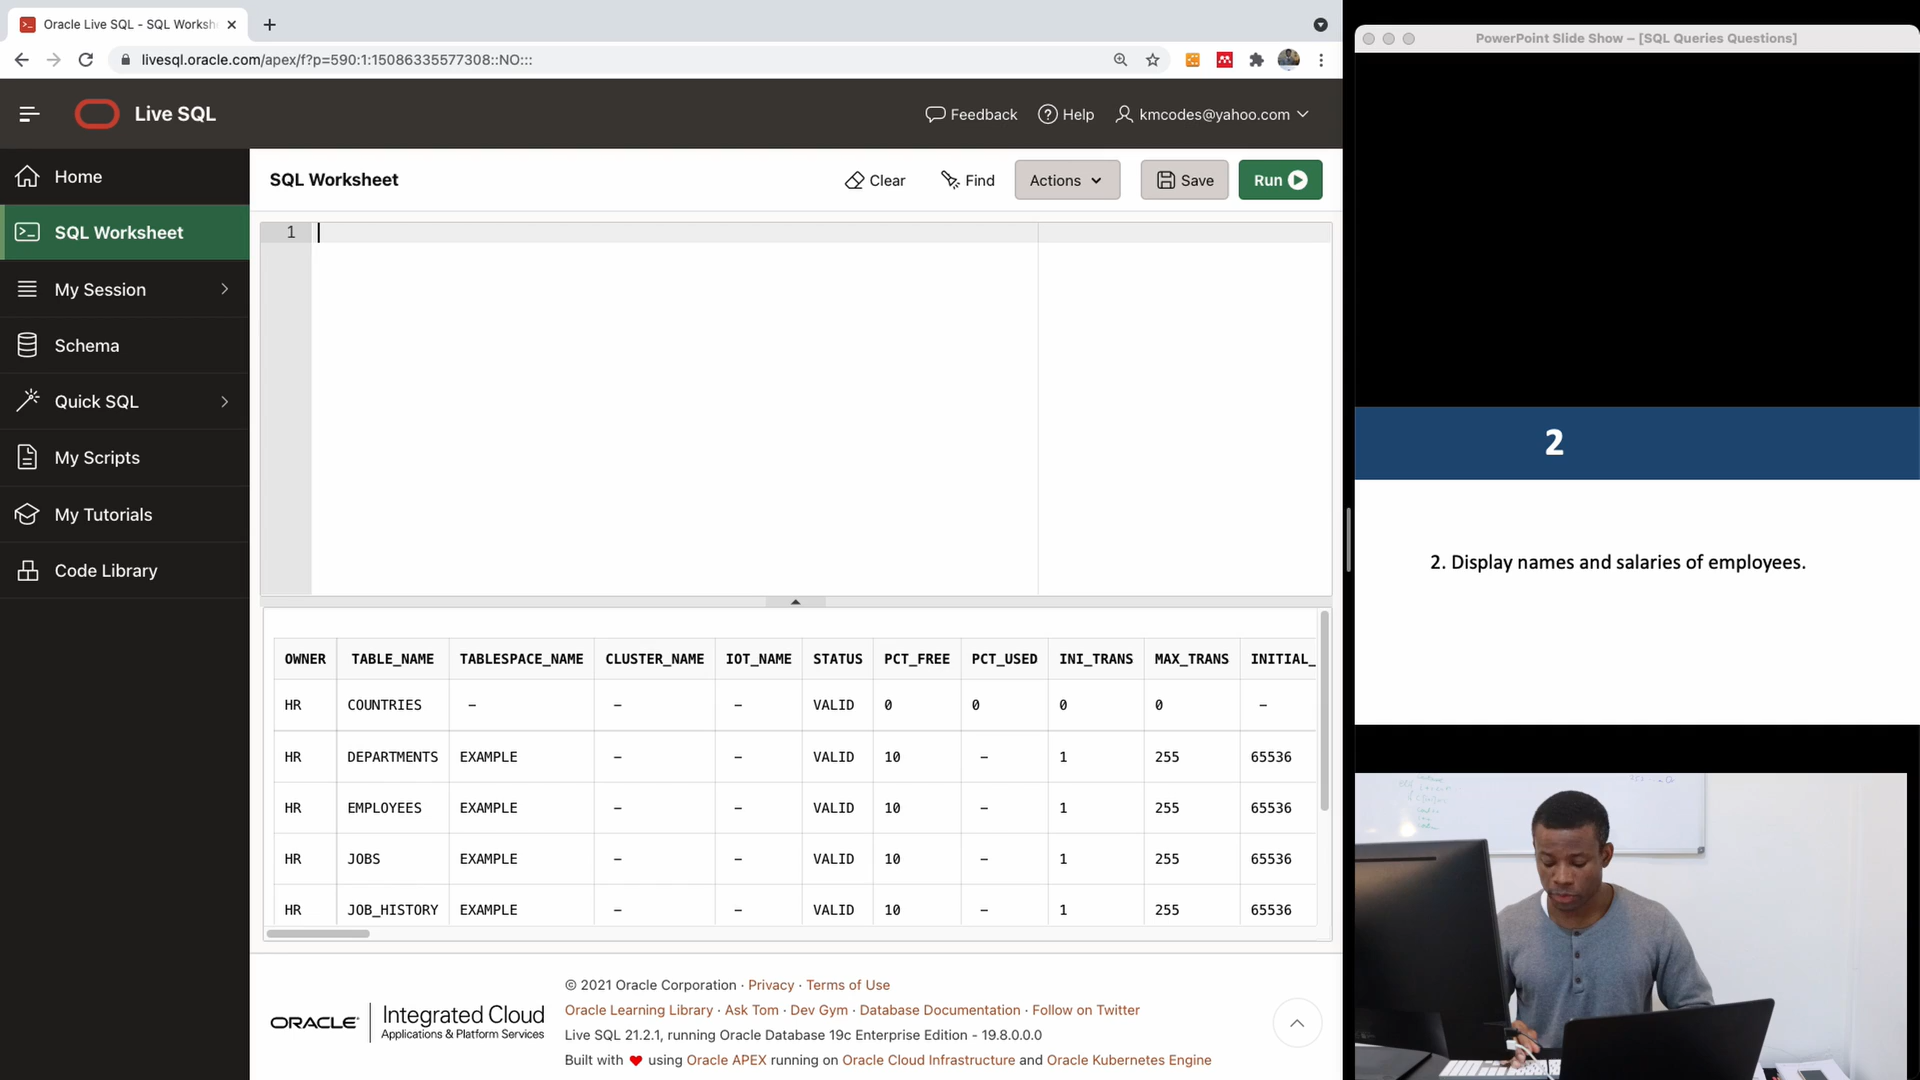 Oracle Live SQL - SQL Worksh
livesql.oracle.com/apex/f?p=590:1:15086335577308::NO:::
Live SQL
Feedback
Help
kmcodes@yahoo.com
Home
SQL Worksheet
My Session
Schema
Quick SQL
My Scripts
My Tutorials
Code Library
SQL Worksheet
Clear
Find
Actions
Save
Run
1
OWNER TABLE_NAME TABLESPACE_NAME CLUSTER_NAME IOT_NAME STATUS PCT_FREE PCT_USED INI_TRANS MAX_TRANS INITIAL_
HR COUNTRIES – – – VALID 0 0 0 0 –
HR DEPARTMENTS EXAMPLE – – VALID 10 – 1 255 65536
HR EMPLOYEES EXAMPLE – – VALID 10 – 1 255 65536
HR JOBS EXAMPLE – – VALID 10 – 1 255 65536
HR JOB_HISTORY EXAMPLE – – VALID 10 – 1 255 65536
ORACLE
Integrated Cloud
Applications & Platform Services
© 2021 Oracle Corporation · Privacy · Terms of Use
Oracle Learning Library · Ask Tom · Dev Gym · Database Documentation · Follow on Twitter
Live SQL 21.2.1, running Oracle Database 19c Enterprise Edition - 19.8.0.0.0
Built with ♥ using Oracle APEX running on Oracle Cloud Infrastructure and Oracle Kubernetes Engine
PowerPoint Slide Show – [SQL Queries Questions]
2
2. Display names and salaries of employees.